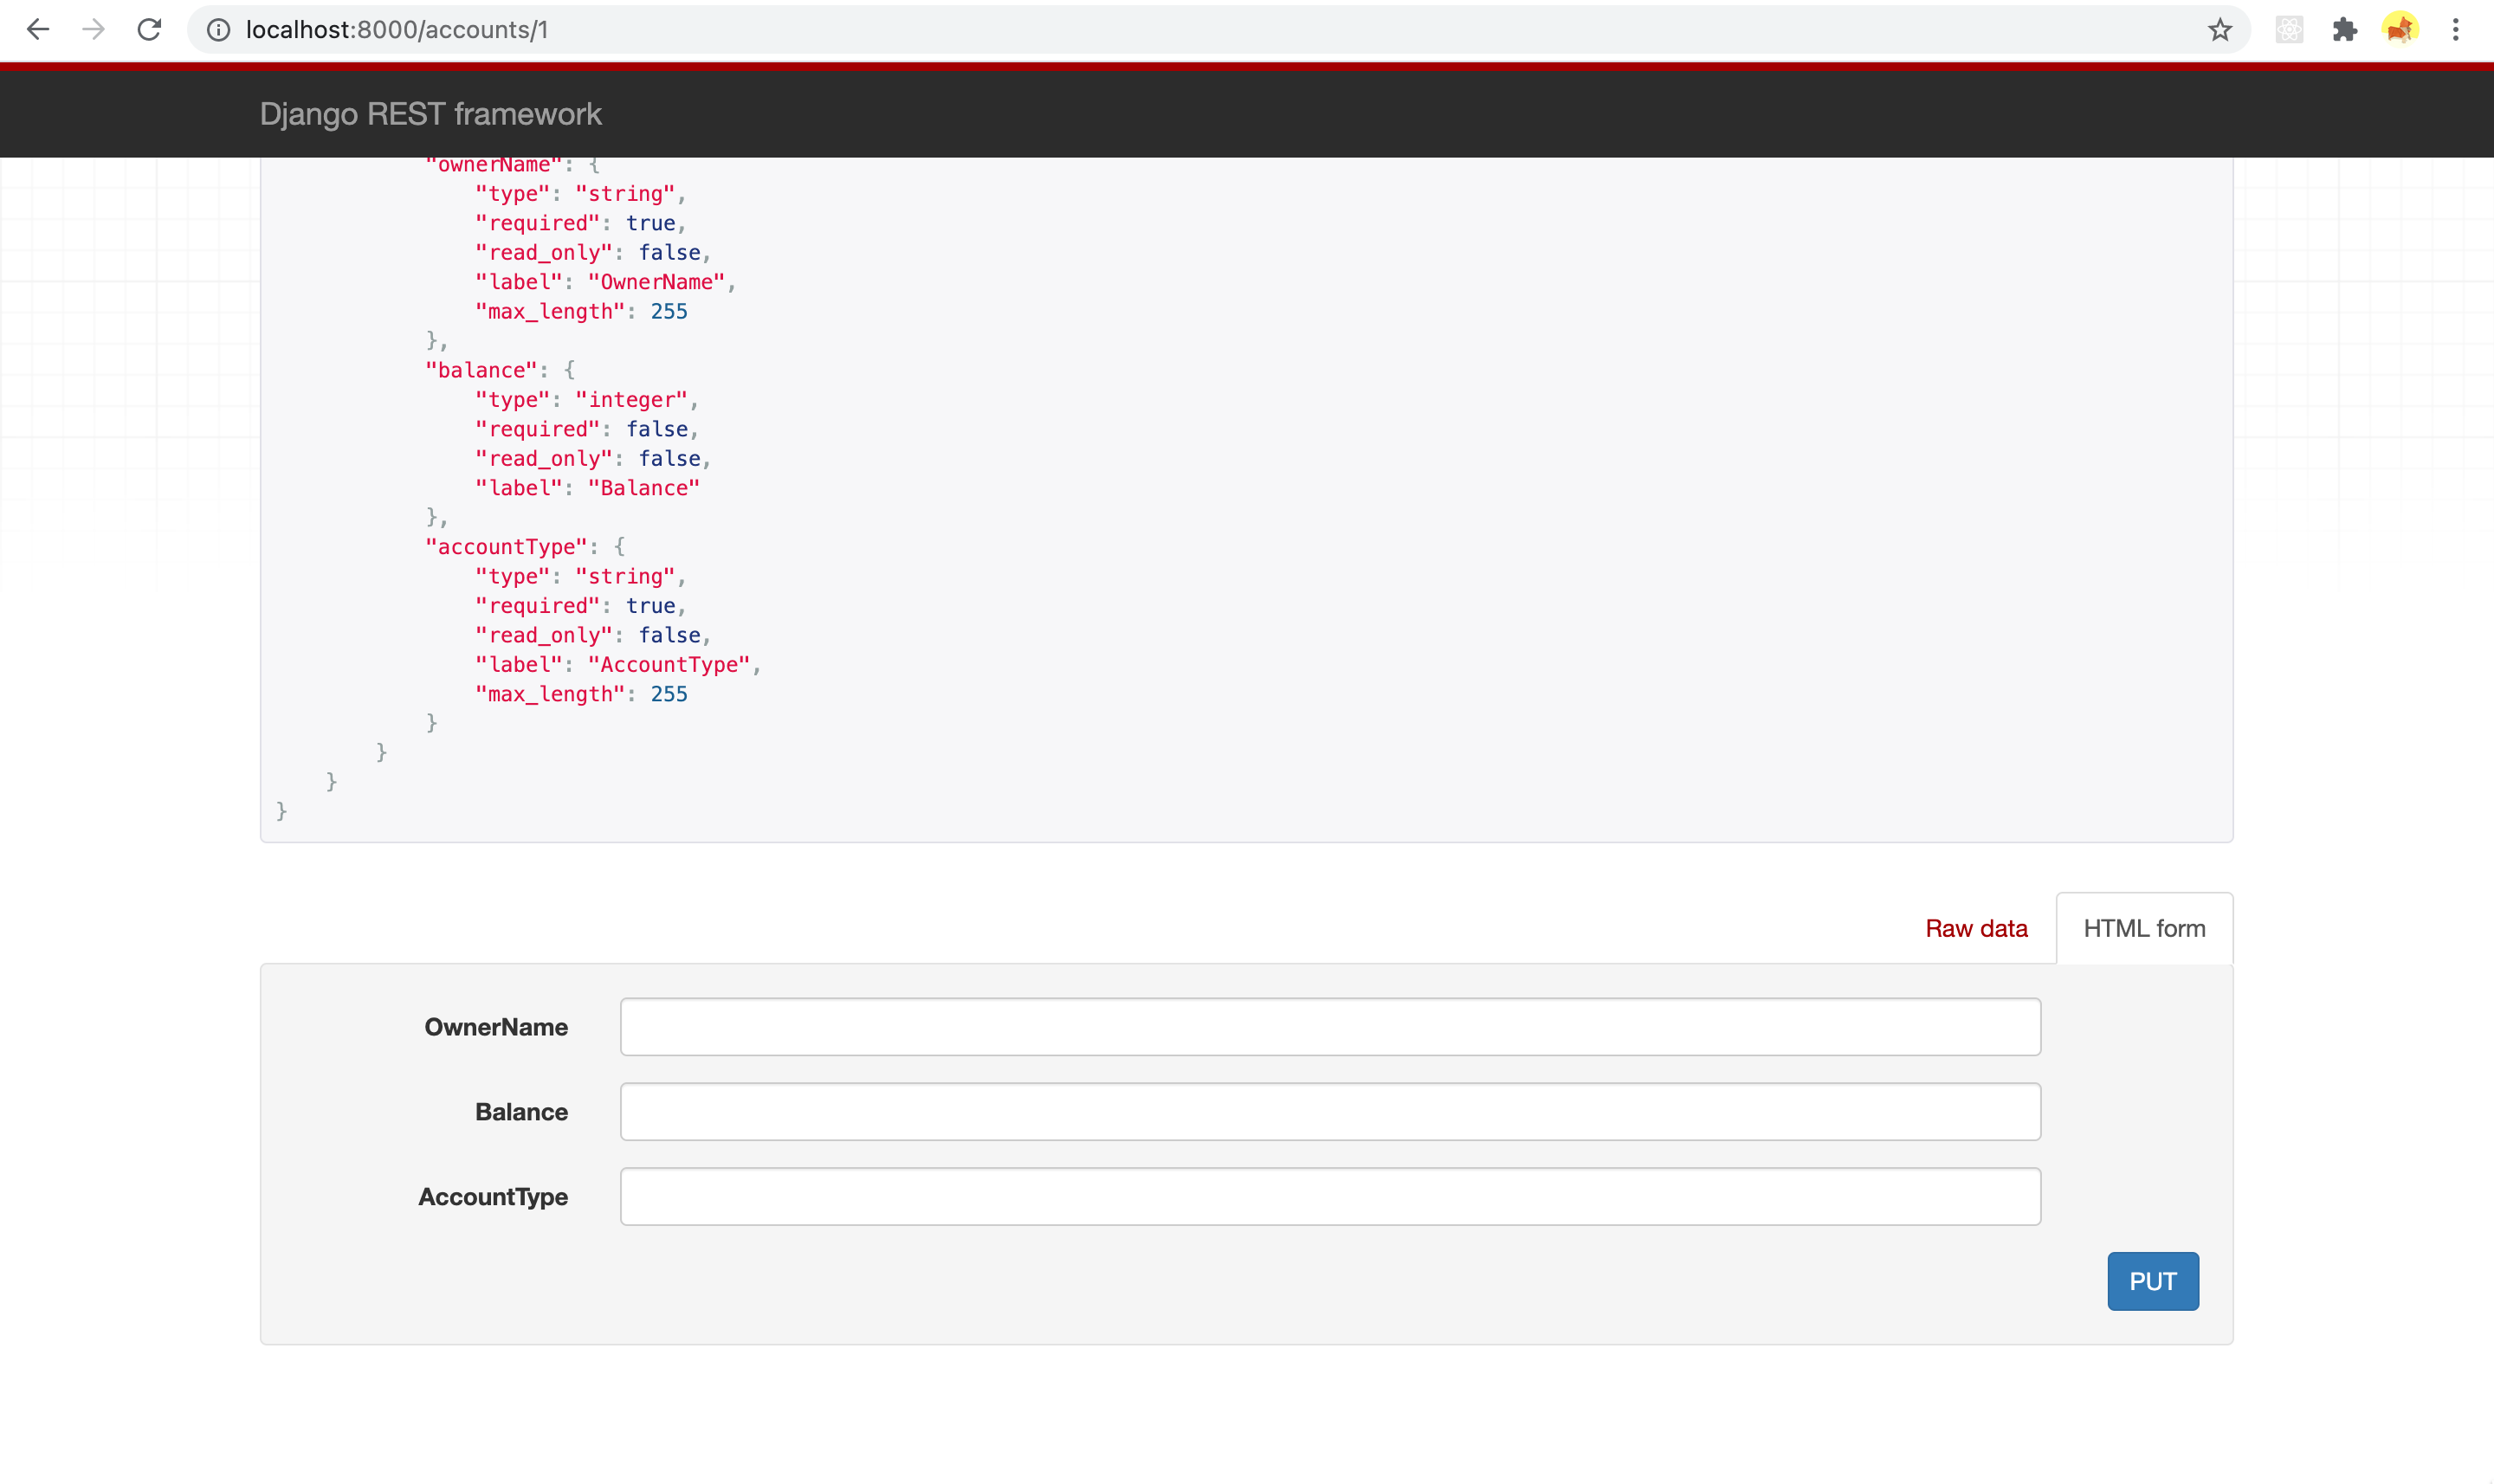 localhost:8000/accounts/1
Django REST framework
"ownerName": {
"type": "string",
"required": true,
"read_only": false,
"label": "OwnerName",
"max_length": 255
},
"balance": {
"type": "integer",
"required": false,
"read_only": false,
"label": "Balance"
},
"accountType": {
"type": "string",
"required": true,
"read_only": false,
"label": "AccountType",
"max_length": 255
}
}
}
}
Raw data HTML form
OwnerName
Balance
AccountType
PUT